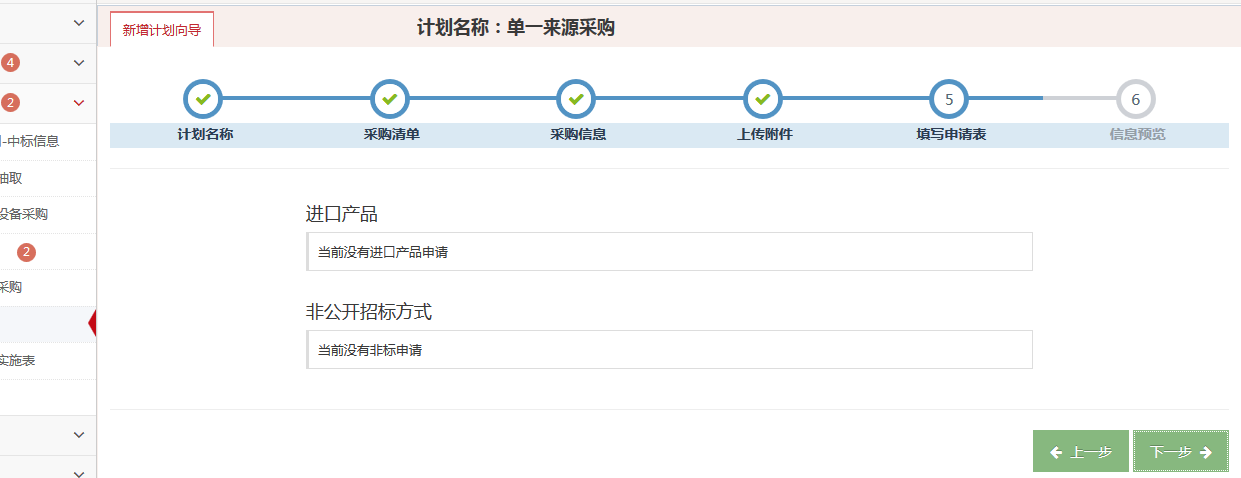 新增计划向导
计划名称：单一来源采购
4
2
5
6
计划名称
采购清单
采购信息
上传附件
填写申请表
信息预览
-中标信息
抽取
设备采购
2
采购
实施表
进口产品
当前没有进口产品申请
非公开招标方式
当前没有非标申请
上一步
下一步